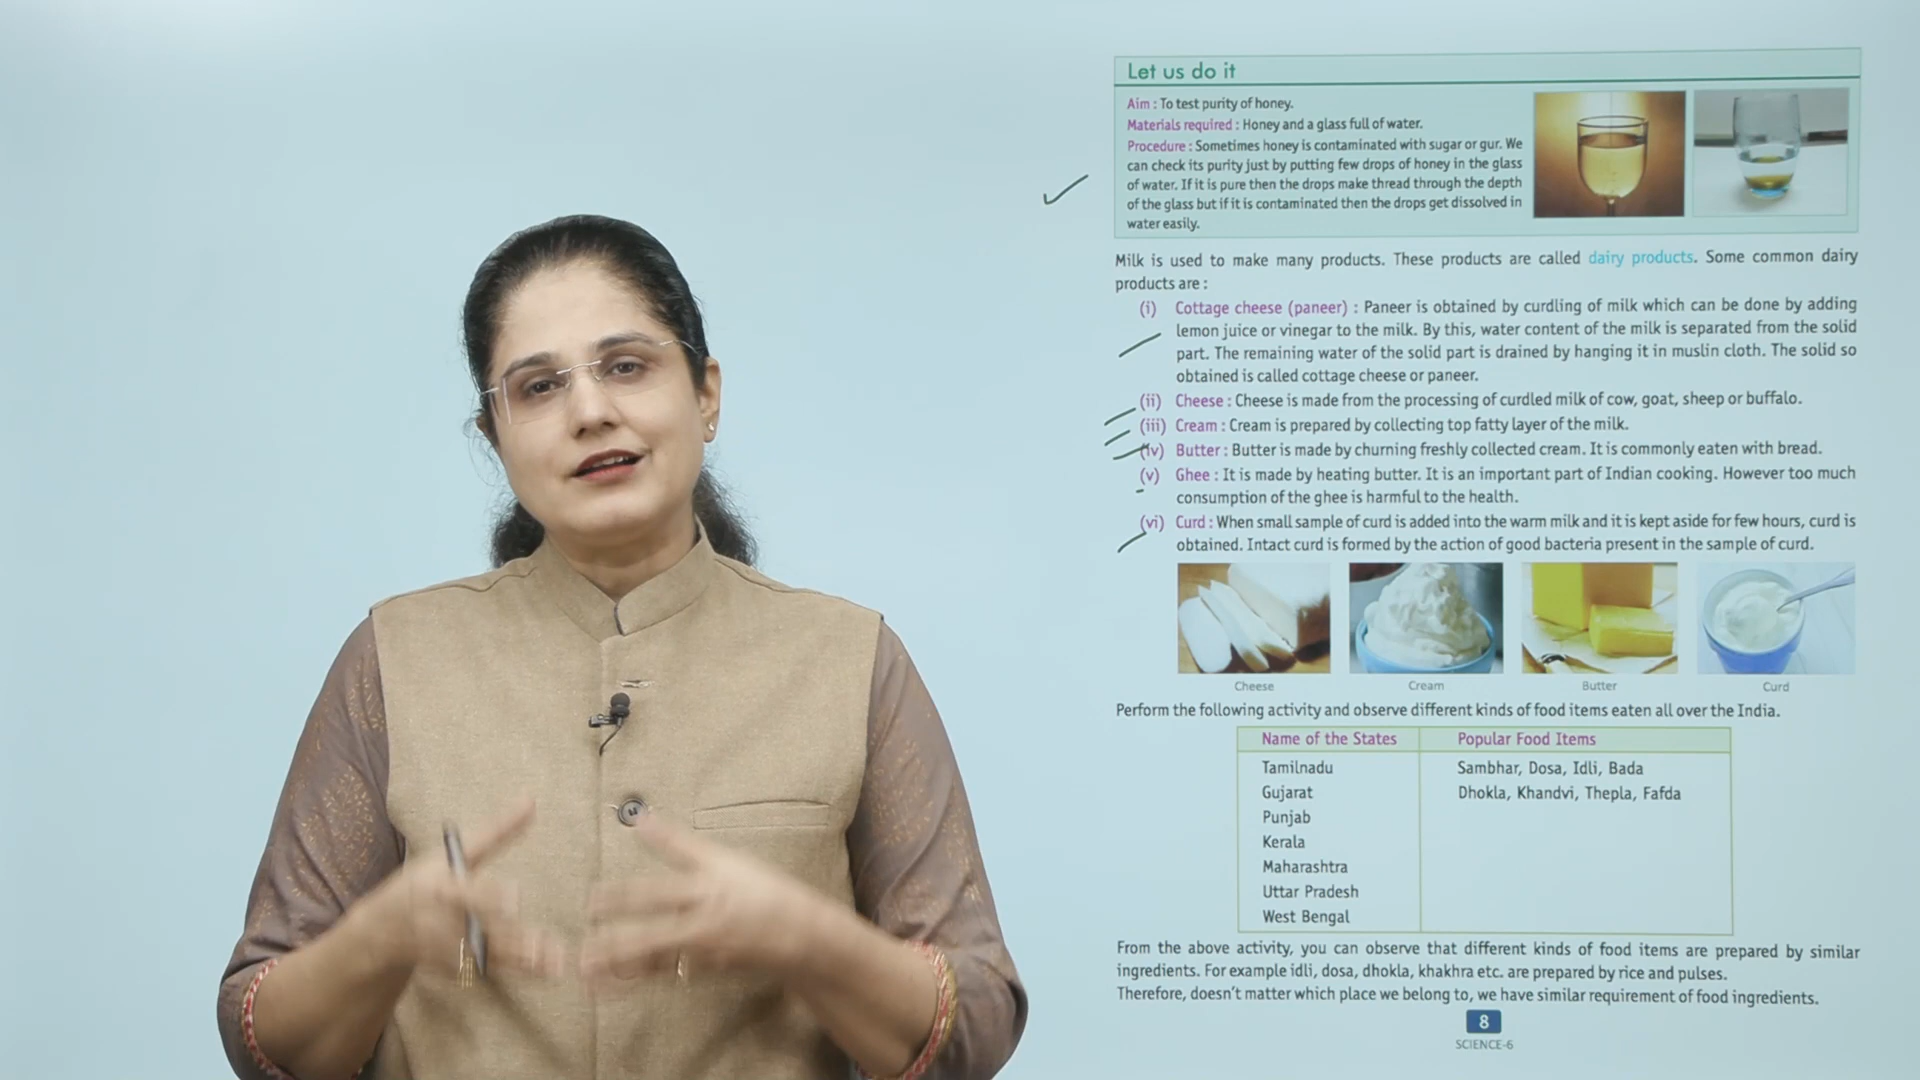 Let us do it
Aim : To test purity of honey.
Materials required : Honey and a glass full of water.
Procedure : Sometimes honey is contaminated with sugar or gur. We
can check its purity just by putting few drops of honey in the glass
of water. If it is pure then the drops make thread through the depth
of the glass but if it is contaminated then the drops get dissolved in
water easily.
Milk is used to make many products. These products are called dairy products. Some common dairy
products are :
(i) Cottage cheese (paneer) : Paneer is obtained by curdling of milk which can be done by adding
lemon juice or vinegar to the milk. By this, water content of the milk is separated from the solid
part. The remaining water of the solid part is drained by hanging it in muslin cloth. The solid so
obtained is called cottage cheese or paneer.
(ii) Cheese : Cheese is made from the processing of curdled milk of cow, goat, sheep or buffalo.
(iii) Cream : Cream is prepared by collecting top fatty layer of the milk.
(iv) Butter : Butter is made by churning freshly collected cream. It is commonly eaten with bread.
(v) Ghee : It is made by heating butter. It is an important part of Indian cooking. However too much
consumption of the ghee is harmful to the health.
(vi) Curd : When small sample of curd is added into the warm milk and it is kept aside for few hours, curd is
obtained. Intact curd is formed by the action of good bacteria present in the sample of curd.
Cheese Cream Butter Curd
Perform the following activity and observe different kinds of food items eaten all over the India.
Name of the States Popular Food Items
Tamilnadu Sambhar, Dosa, Idli, Bada
Gujarat Dhokla, Khandvi, Thepla, Fafda
Punjab
Kerala
Maharashtra
Uttar Pradesh
West Bengal
From the above activity, you can observe that different kinds of food items are prepared by similar
ingredients. For example idli, dosa, dhokla, khakhra etc. are prepared by rice and pulses.
Therefore, doesn't matter which place we belong to, we have similar requirement of food ingredients.
8
SCIENCE-6